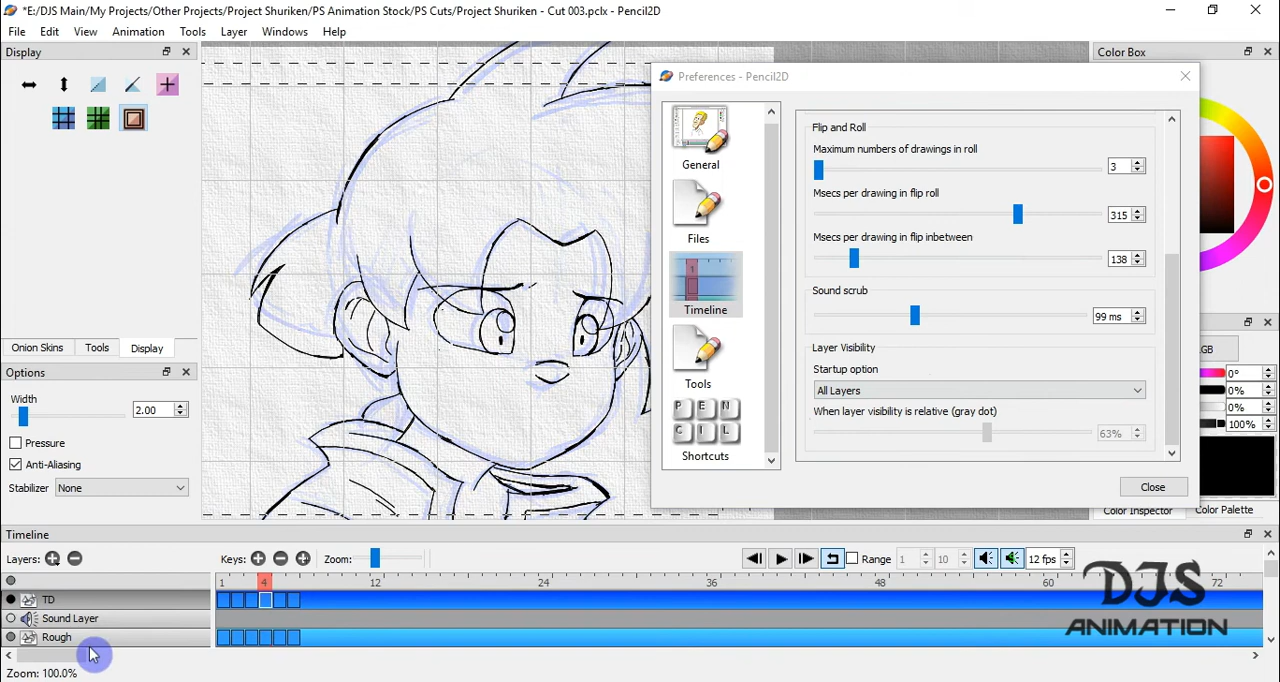 *E:/DJS Main/My Projects/Other Projects/Project Shuriken/PS Animation Stock/PS Cuts/Project Shuriken - Cut 003.pclx - Pencil2D
File Edit View Animation Tools Layer Windows Help
Display
Color Box
Preferences - Pencil2D
General
Files
Timeline
Tools
PENCIL
Shortcuts
Flip and Roll
Maximum numbers of drawings in roll
3
Msecs per drawing in flip roll
315
Msecs per drawing in flip inbetween
138
Sound scrub
99 ms
Layer Visibility
Startup option
All Layers
When layer visibility is relative (gray dot)
63%
Close
Onion Skins Tools Display
Options
Width
2.00
Pressure
Anti-Aliasing
Stabilizer None
GB
0°
0%
0%
100%
Color Inspector Color Palette
Timeline
Layers: Keys: Zoom: Range 1 10 12 fps
1 4 12 24 36 48 60 72
TD
Sound Layer
Rough
DJS
ANIMATION
Zoom: 100.0%